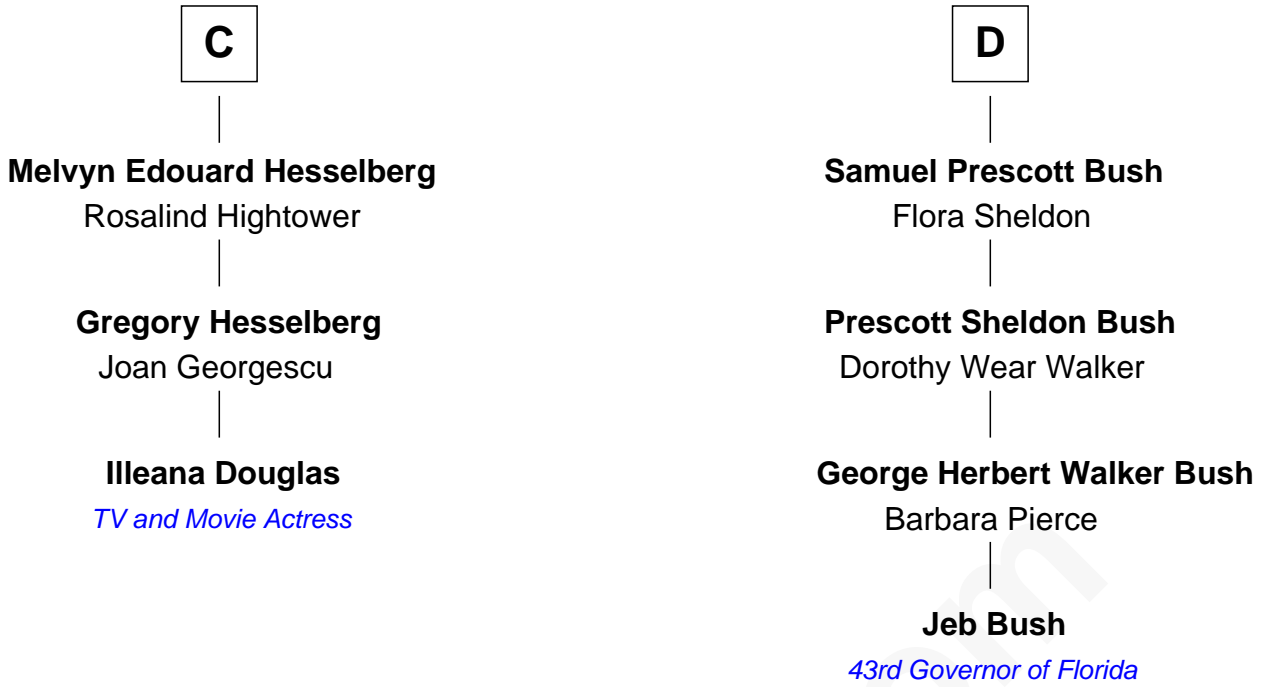 C
Melvyn Edouard Hesselberg
Rosalind Hightower
Gregory Hesselberg
Joan Georgescu
Illeana Douglas
TV and Movie Actress
D
Samuel Prescott Bush
Flora Sheldon
Prescott Sheldon Bush
Dorothy Wear Walker
George Herbert Walker Bush
Barbara Pierce
Jeb Bush
43rd Governor of Florida